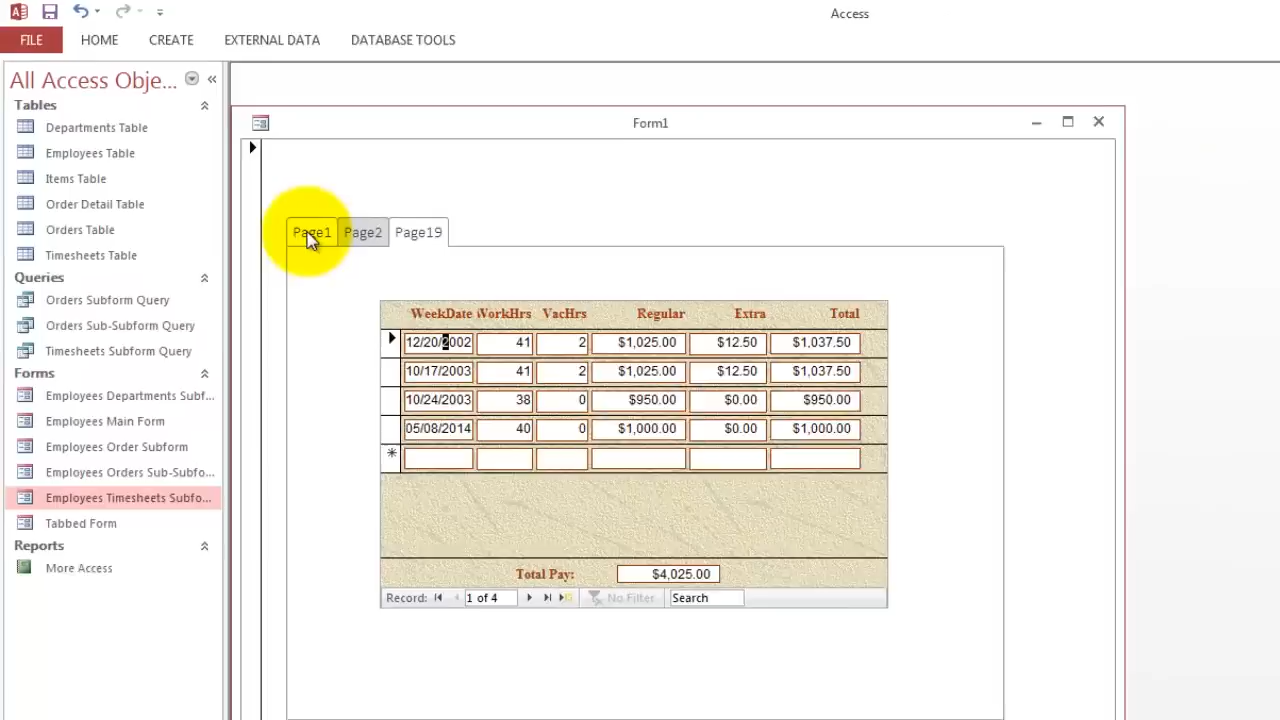 Access
FILE HOME CREATE EXTERNAL DATA DATABASE TOOLS
All Access Obje... «
Tables
Departments Table
Employees Table
Items Table
Order Detail Table
Orders Table
Timesheets Table
Queries
Orders Subform Query
Orders Sub-Subform Query
Timesheets Subform Query
Forms
Employees Departments Subf...
Employees Main Form
Employees Order Subform
Employees Orders Sub-Subfo...
Employees Timesheets Subfo...
Tabbed Form
Reports
More Access
Form1
Page1 Page2 Page19
WeekDate WorkHrs VacHrs Regular Extra Total
12/20/2002 41 2 $1,025.00 $12.50 $1,037.50
10/17/2003 41 2 $1,025.00 $12.50 $1,037.50
10/24/2003 38 0 $950.00 $0.00 $950.00
05/08/2014 40 0 $1,000.00 $0.00 $1,000.00
*
Total Pay: $4,025.00
Record: 1 of 4 No Filter Search